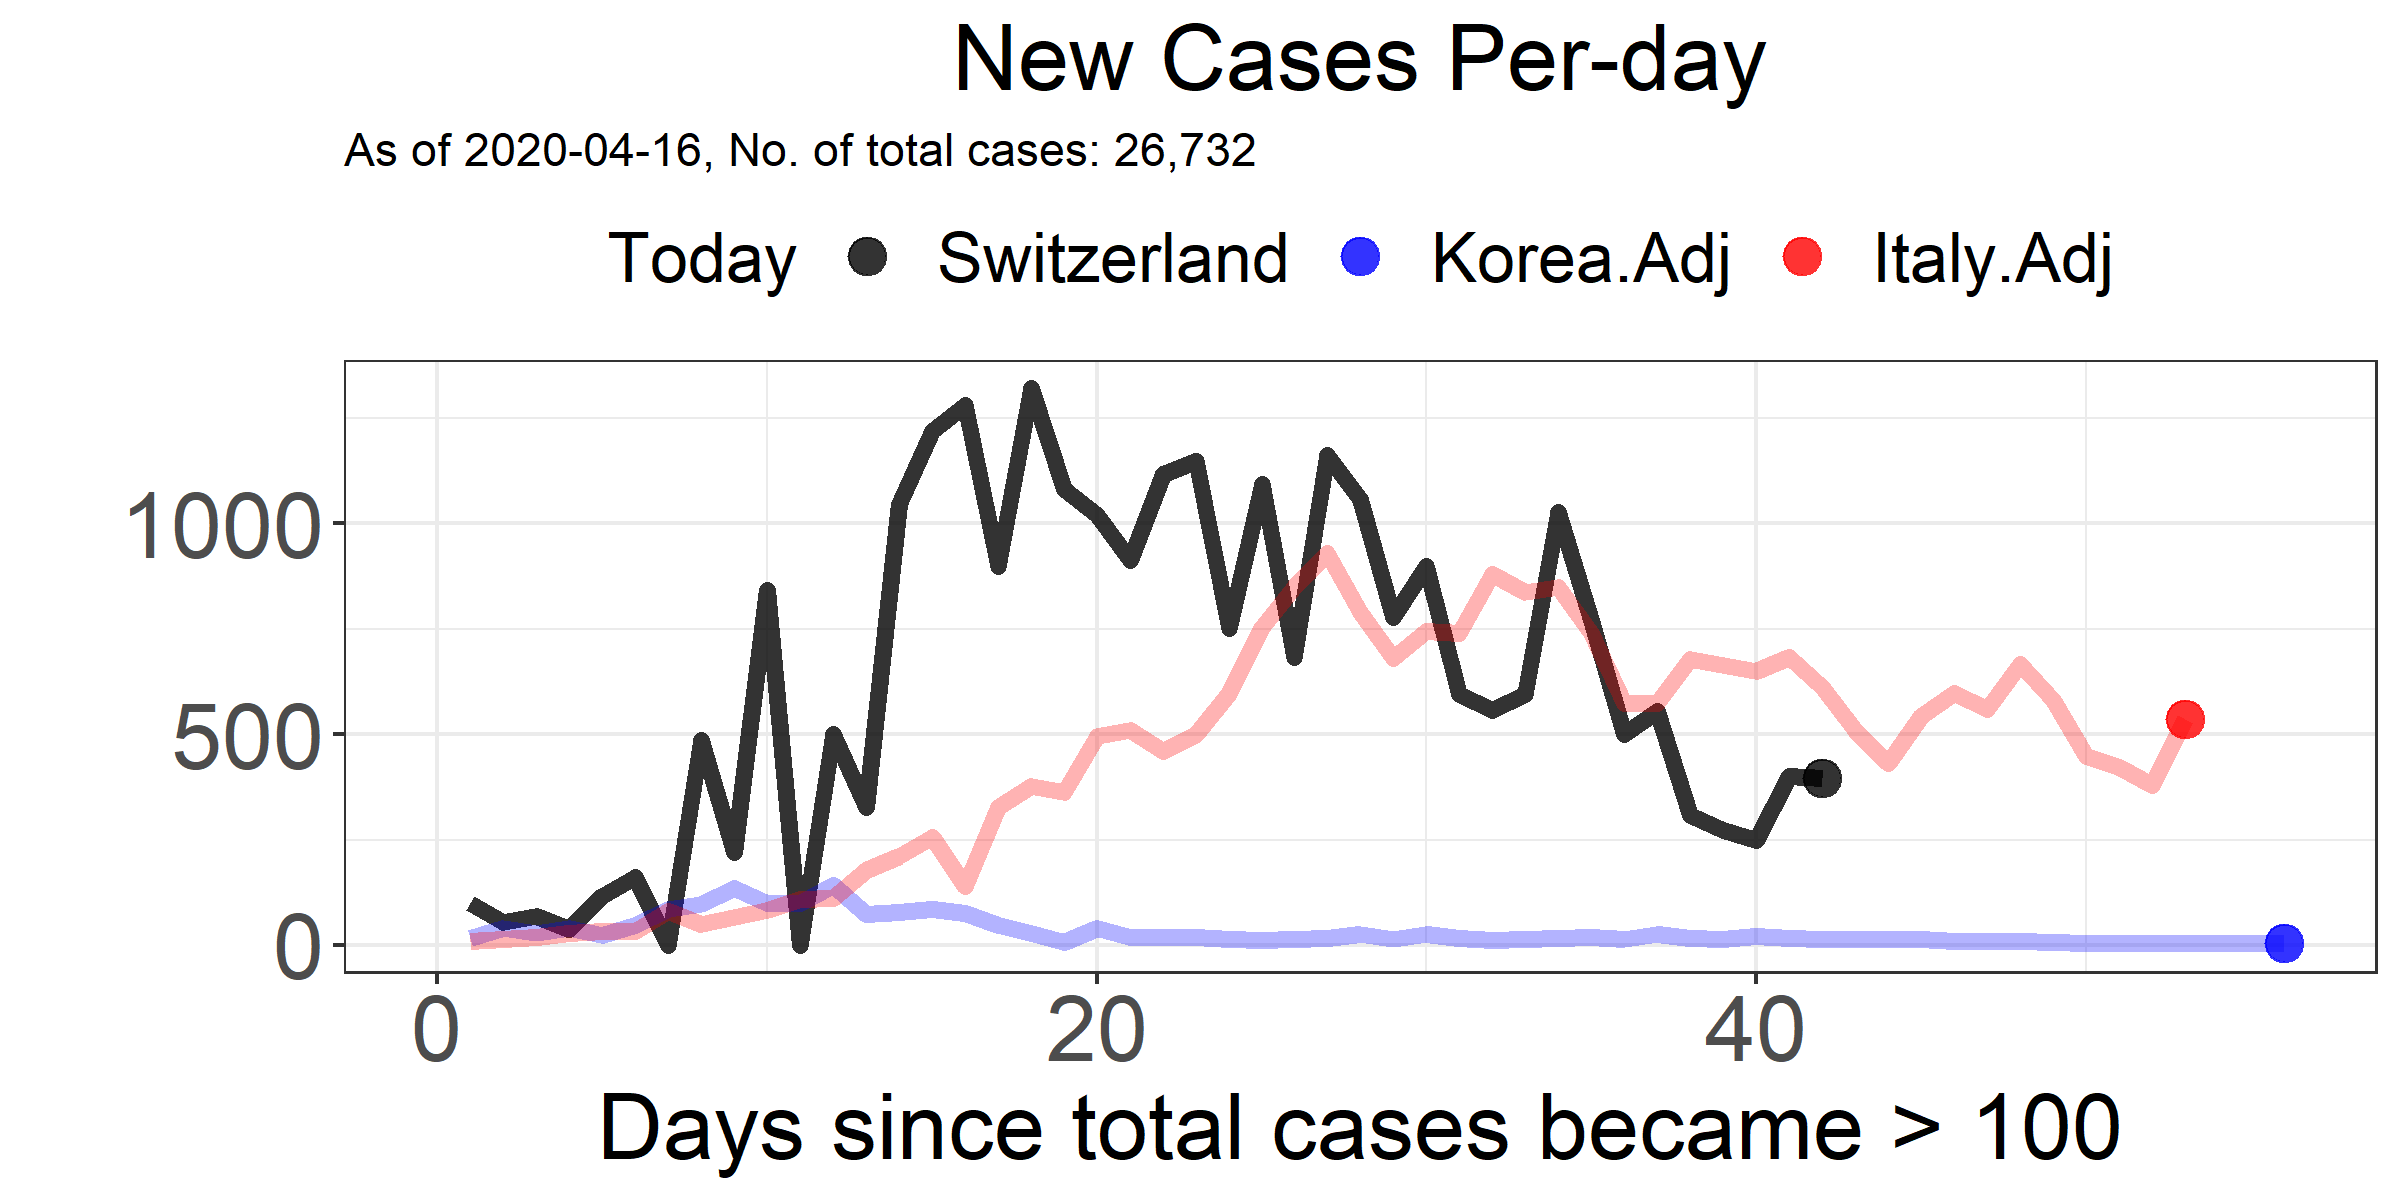 New Cases Per-day
As of 2020-04-16, No. of total cases: 26,732
Today Switzerland Korea.Adj Italy.Adj
1000
500
0
0 20 40
Days since total cases became > 100